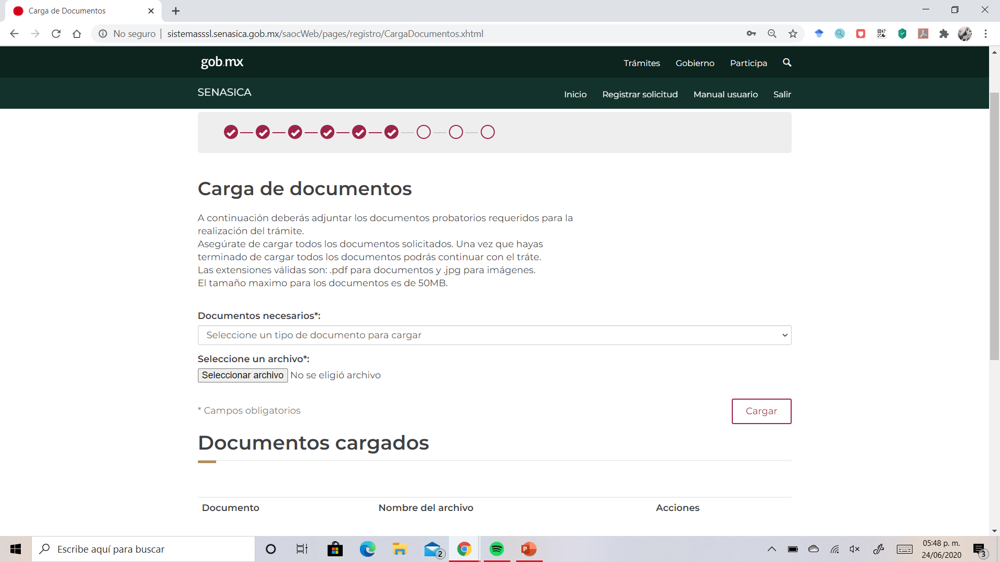 Carga de Documentos
No seguro
sistemasssl.senasica.gob.mx/saocWeb/pages/registro/CargaDocumentos.xhtml
gob.mx
Trámites
Gobierno
Participa
SENASICA
Inicio
Registrar solicitud
Manual usuario
Salir
Carga de documentos
A continuación deberás adjuntar los documentos probatorios requeridos para la
realización del trámite.
Asegúrate de cargar todos los documentos solicitados. Una vez que hayas
terminado de cargar todos los documentos podrás continuar con el tráte.
Las extensiones válidas son: .pdf para documentos y .jpg para imágenes.
El tamaño maximo para los documentos es de 50MB.
Documentos necesarios*:
Seleccione un tipo de documento para cargar
Seleccione un archivo*:
Seleccionar archivo No se eligió archivo
* Campos obligatorios
Cargar
Documentos cargados
Documento
Nombre del archivo
Acciones
Escribe aquí para buscar
2
05:48 p. m.
24/06/2020
3